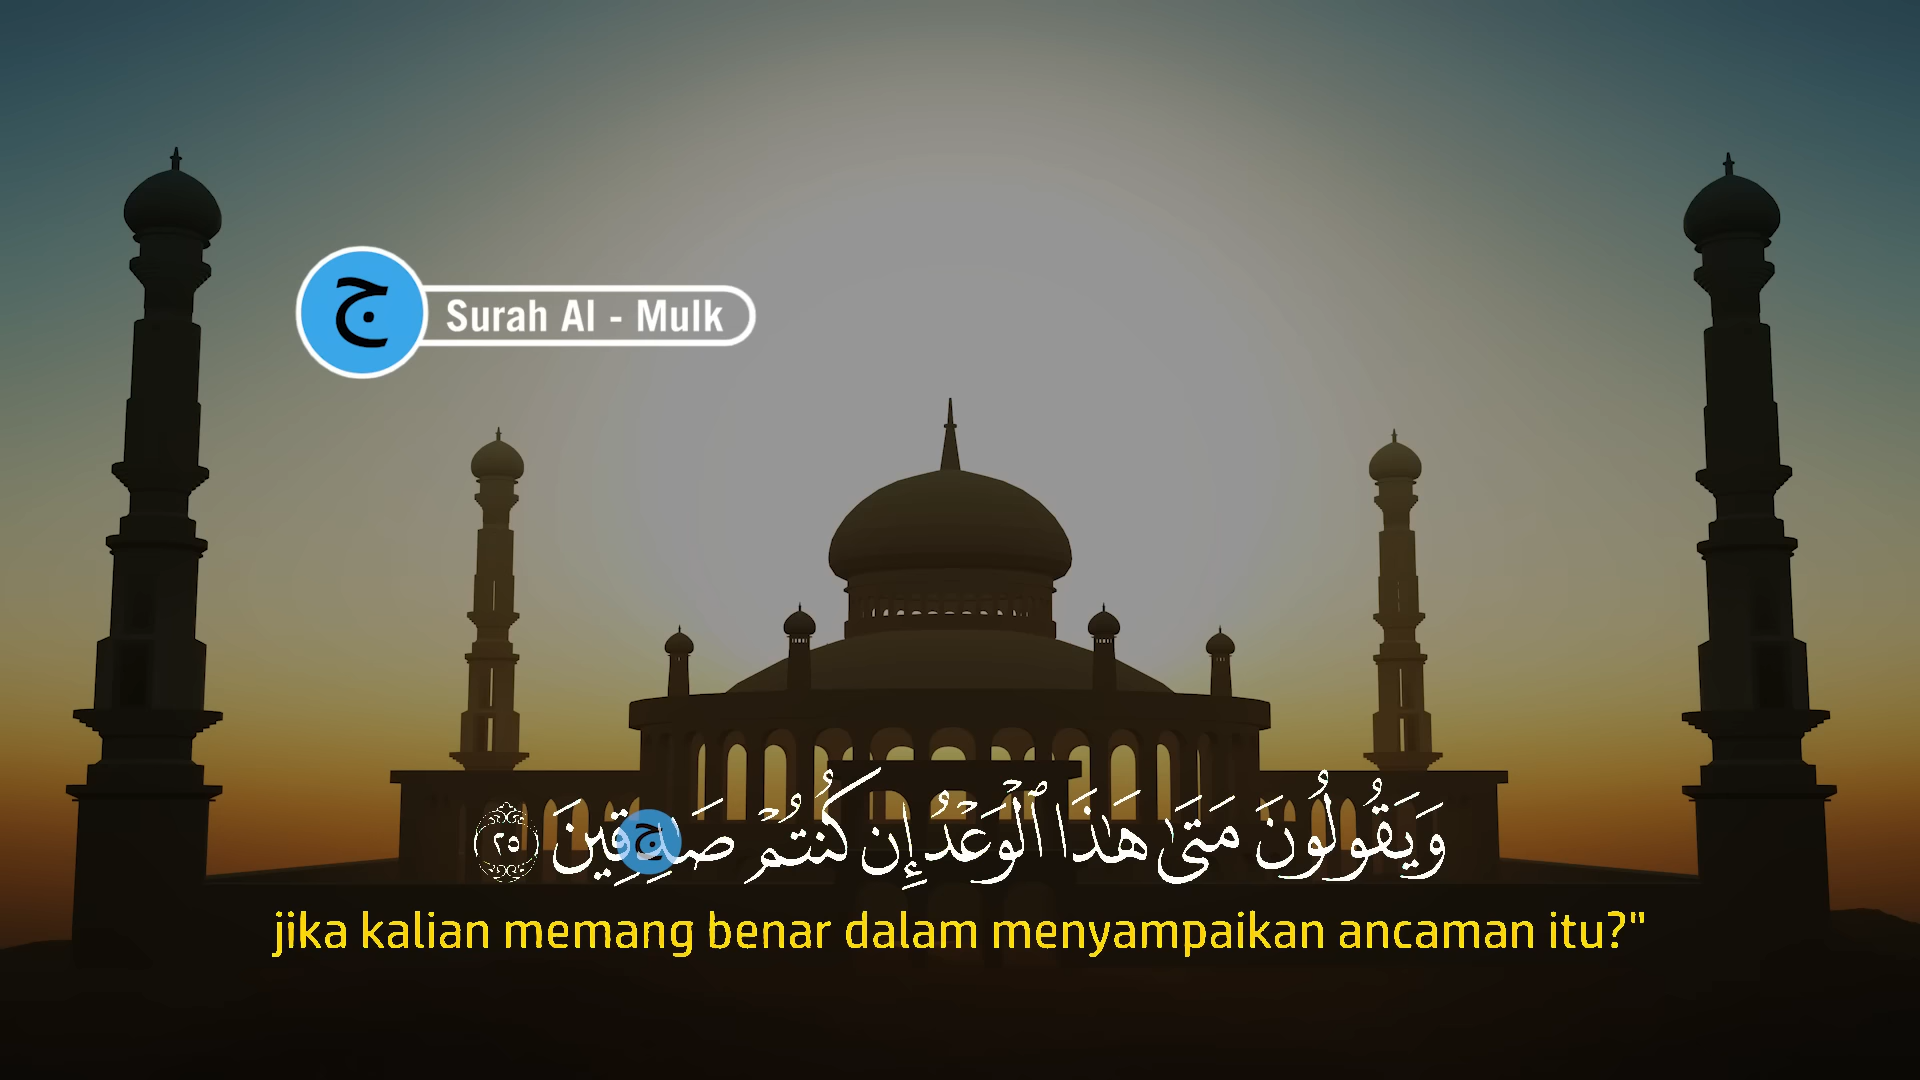 ج
Surah Al - Mulk
وَيَقُولُونَ مَتَىٰ هَٰذَا ٱلْوَعْدُ إِن كُنتُمْ صَٰدِقِينَ ٢٥
ج
jika kalian memang benar dalam menyampaikan ancaman itu?"